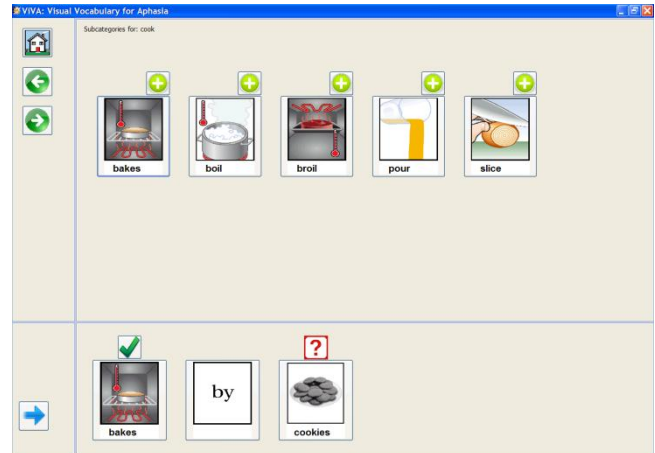 VIVA: Visual Vocabulary for Aphasia
Subcategories for: cook
bakes boil broil pour slice
?
by
bakes cookies